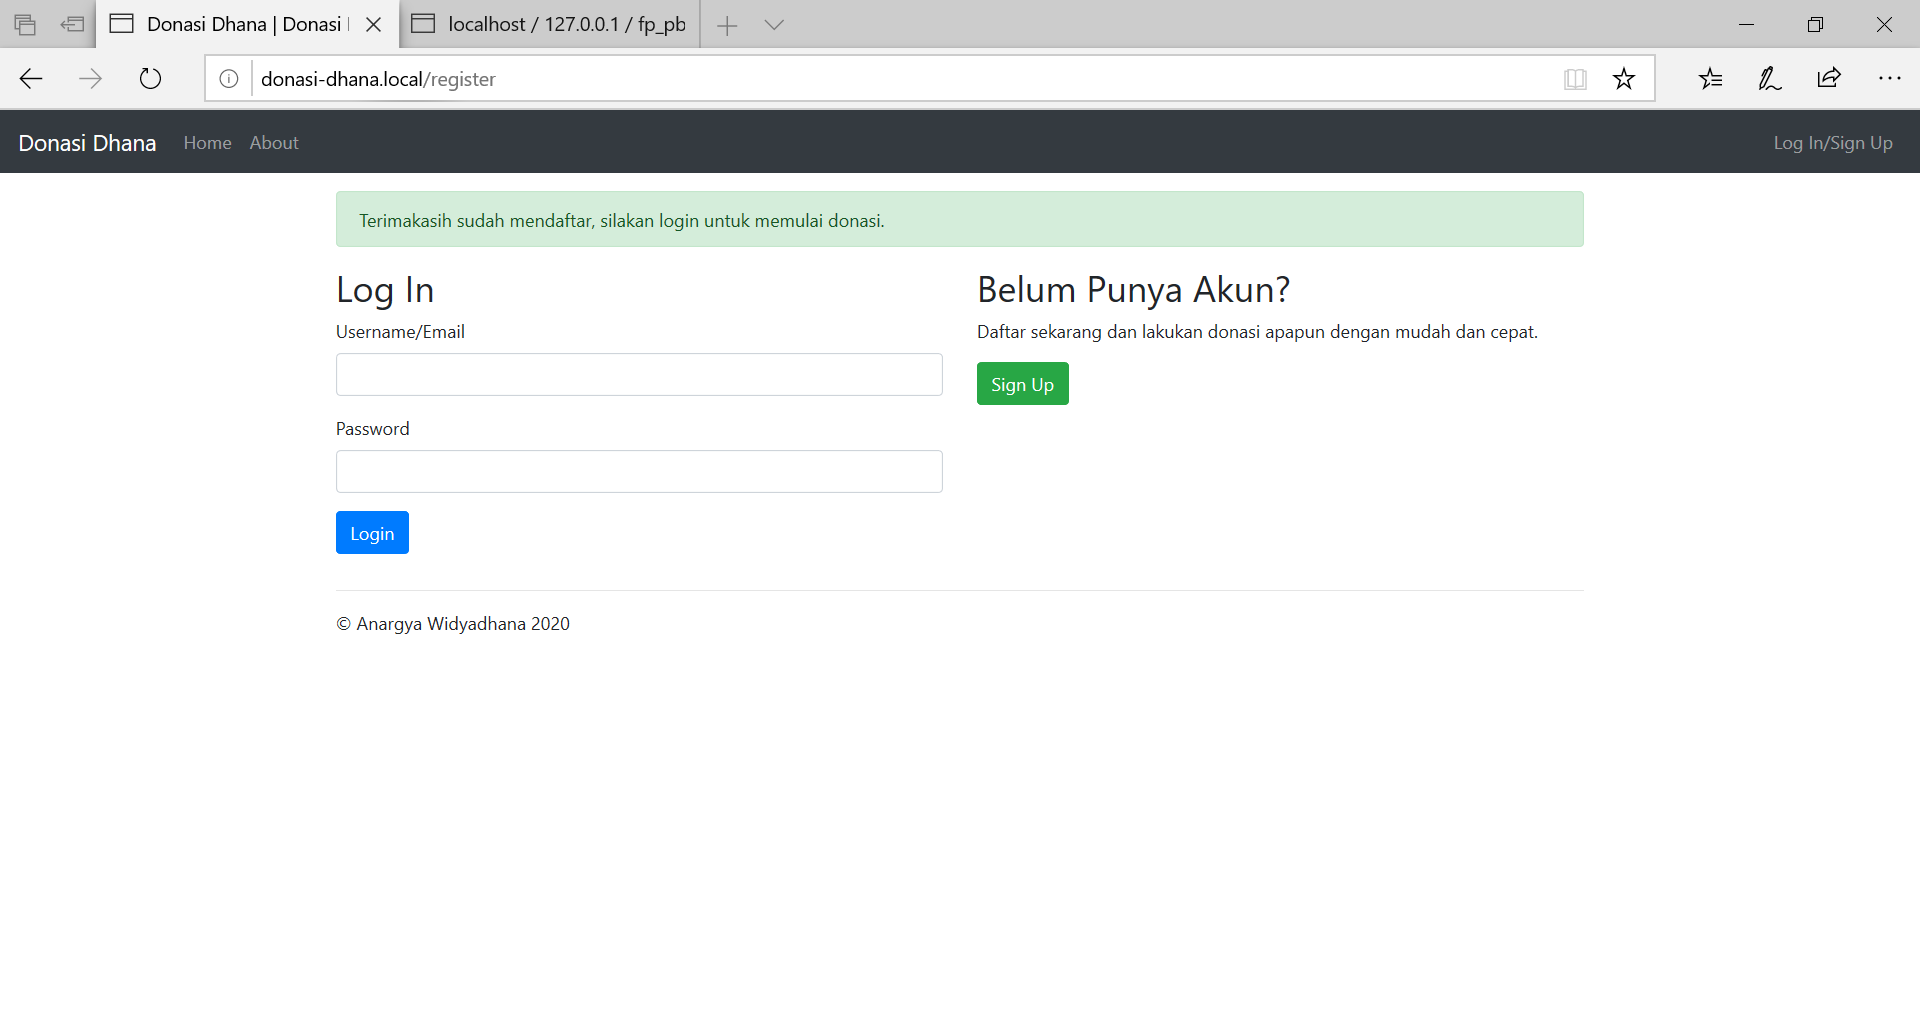 Donasi Dhana | Donasi
localhost / 127.0.0.1 / fp_pb
donasi-dhana.local/register
Donasi Dhana
Home
About
Log In/Sign Up
Terimakasih sudah mendaftar, silakan login untuk memulai donasi.
Log In
Username/Email
Password
Login
Belum Punya Akun?
Daftar sekarang dan lakukan donasi apapun dengan mudah dan cepat.
Sign Up
© Anargya Widyadhana 2020